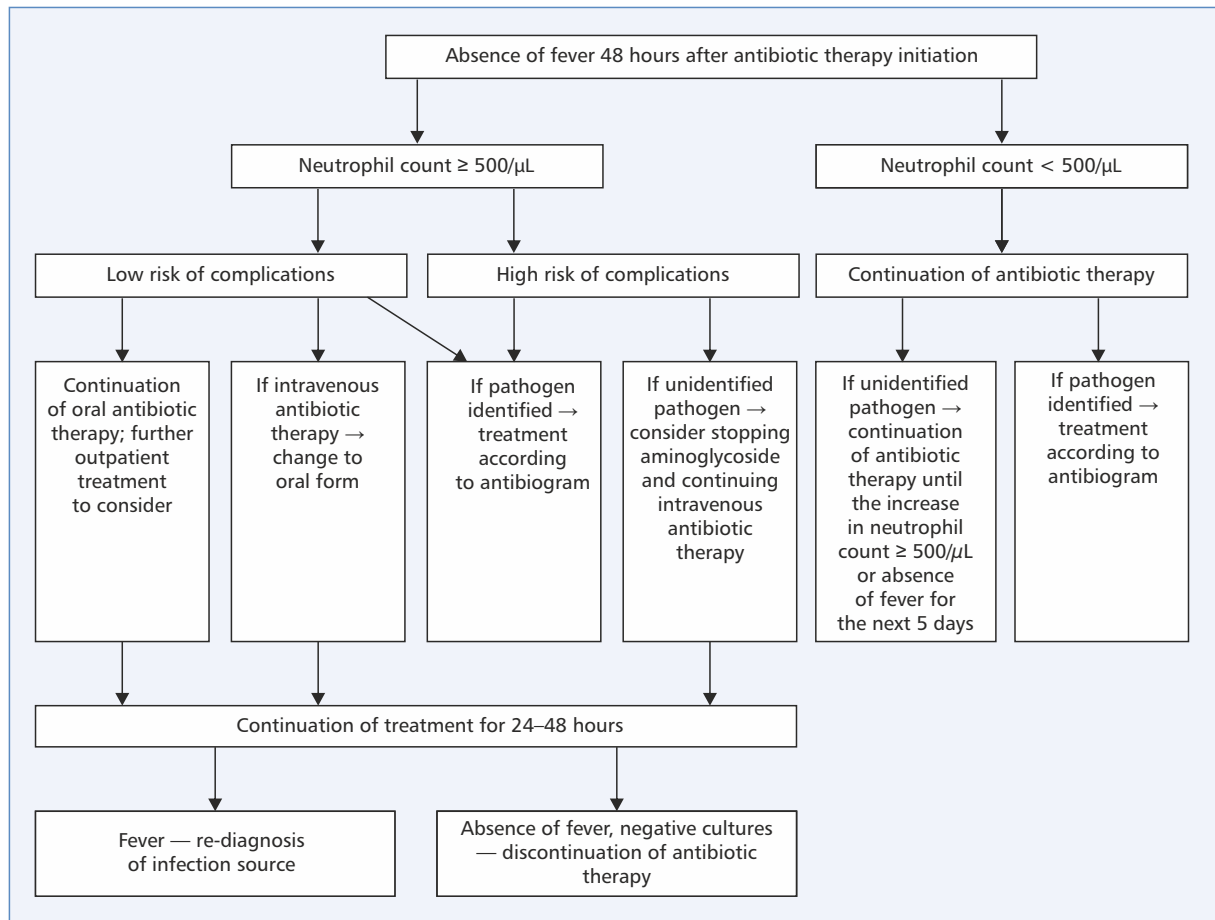 Absence of fever 48 hours after antibiotic therapy initiation
Neutrophil count ≥ 500/μL
Neutrophil count < 500/μL
Low risk of complications
High risk of complications
Continuation of antibiotic therapy
Continuation
of oral antibiotic
therapy; further
outpatient
treatment
to consider
If intravenous
antibiotic
therapy →
change to
oral form
If pathogen
identified →
treatment
according
to antibiogram
If unidentified
pathogen →
consider stopping
aminoglycoside
and continuing
intravenous
antibiotic
therapy
If unidentified
pathogen →
continuation
of antibiotic
therapy until
the increase
in neutrophil
count ≥ 500/μL
or absence
of fever for
the next 5 days
If pathogen
identified →
treatment
according to
antibiogram
Continuation of treatment for 24–48 hours
Fever — re-diagnosis
of infection source
Absence of fever, negative cultures
— discontinuation of antibiotic
therapy